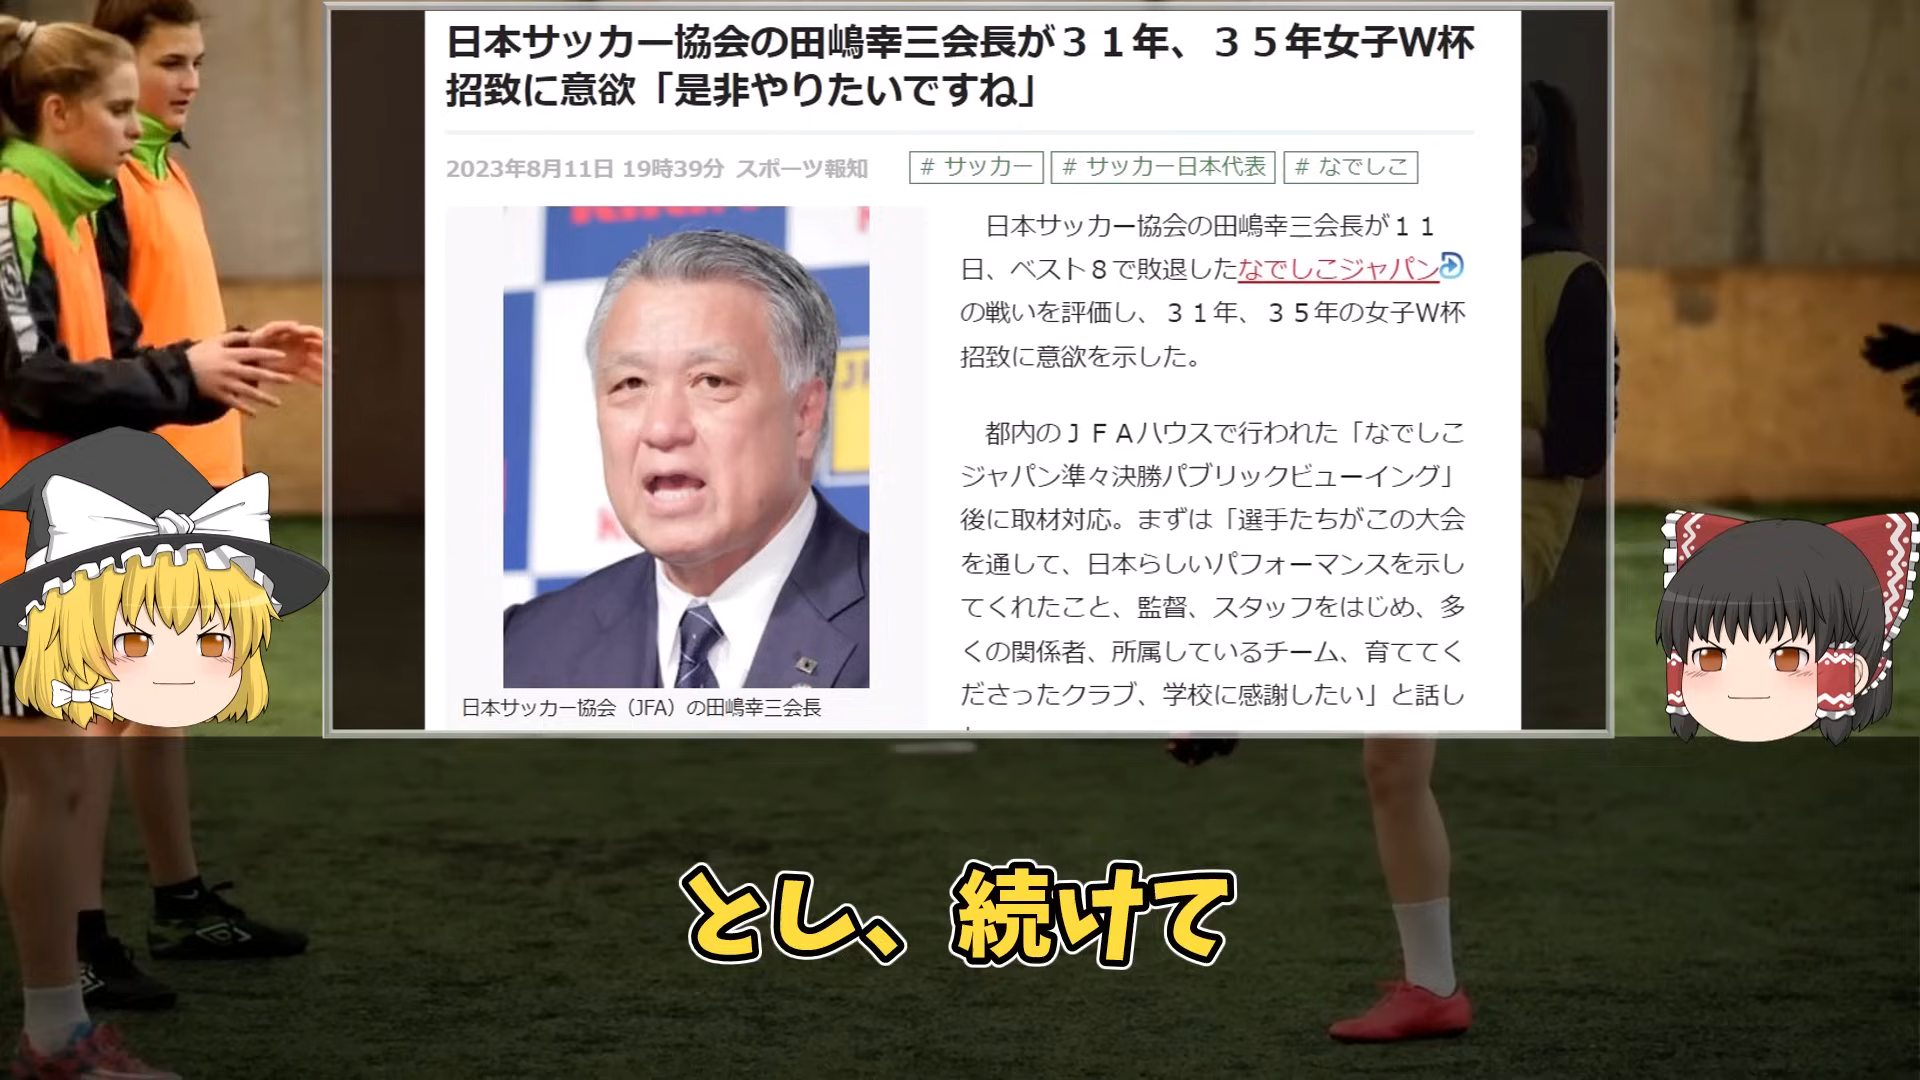 日本サッカー協会の田嶋幸三会長が３１年、３５年女子W杯
招致に意欲「是非やりたいですね」
2023年8月11日 19時39分 スポーツ報知
# サッカー
# サッカー日本代表
# なでしこ
日本サッカー協会の田嶋幸三会長が１１
日、ベスト８で敗退したなでしこジャパン
の戦いを評価し、３１年、３５年の女子W杯
招致に意欲を示した。
都内のＪＦＡハウスで行われた「なでしこ
ジャパン準々決勝パブリックビューイング」
後に取材対応。まずは「選手たちがこの大会
を通して、日本らしいパフォーマンスを示し
てくれたこと、監督、スタッフをはじめ、多
くの関係者、所属しているチーム、育ててく
ださったクラブ、学校に感謝したい」と話し
日本サッカー協会（JFA）の田嶋幸三会長
とし、続けて